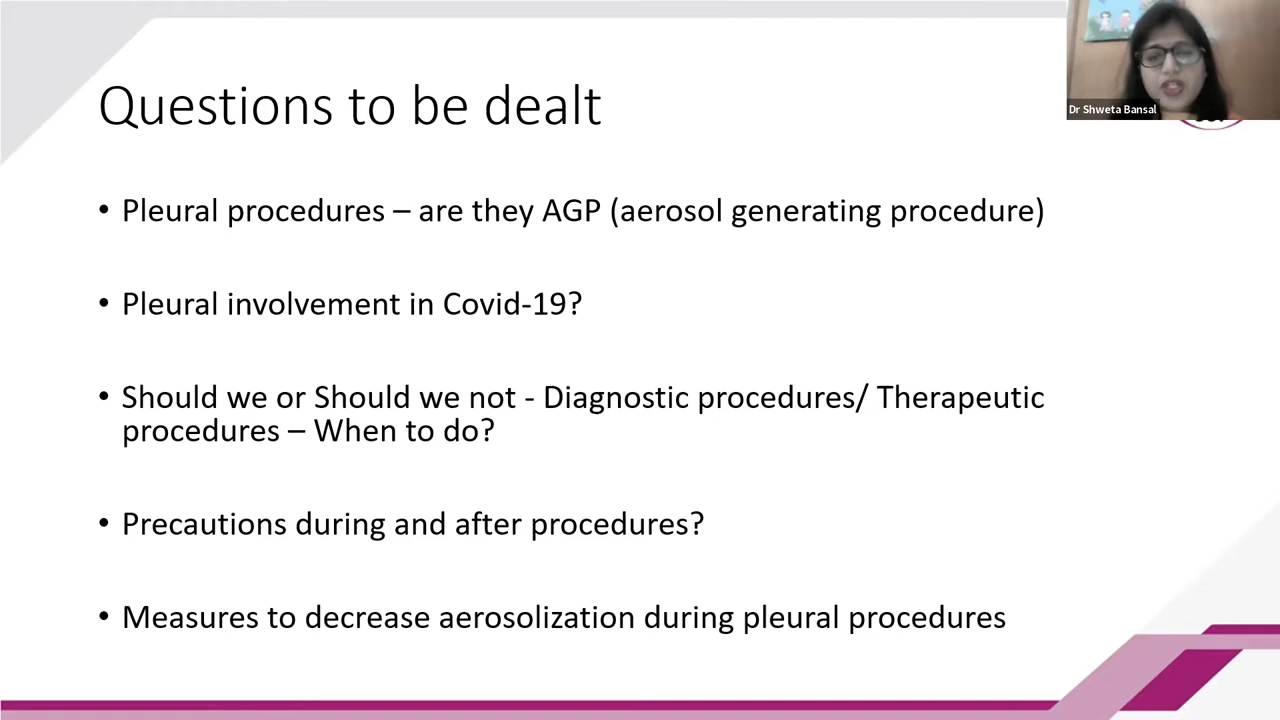 Questions to be dealt
Dr Shweta Bansal
• Pleural procedures – are they AGP (aerosol generating procedure)
• Pleural involvement in Covid-19?
• Should we or Should we not - Diagnostic procedures/ Therapeutic
procedures – When to do?
• Precautions during and after procedures?
• Measures to decrease aerosolization during pleural procedures